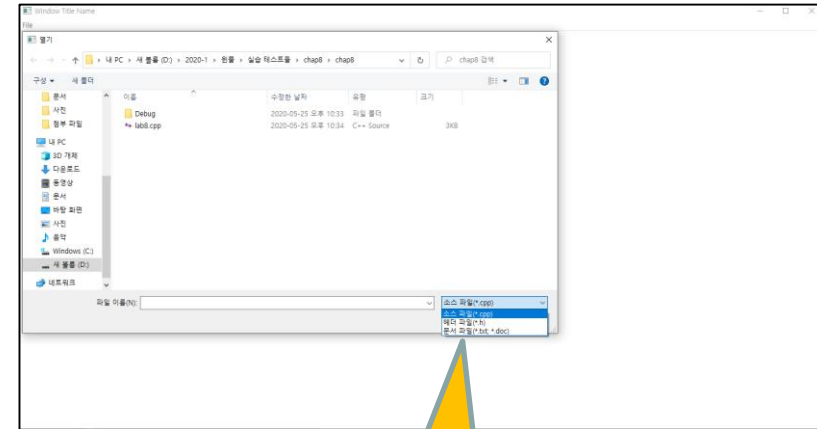 Window Title Name
File
열기
내 PC > 새 볼륨 (D:) > 2020-1 > 윈플 > 실습 테스트용 > chap8 > chap8
chap8 검색
구성 새 폴더
이름 수정한 날짜 유형 크기
문서
사진
첨부 파일
내 PC
3D 개체
다운로드
동영상
문서
바탕 화면
사진
음악
Windows (C:)
새 볼륨 (D:)
네트워크
Debug 2020-05-25 오후 10:33 파일 폴더
lab8.cpp 2020-05-25 오후 10:34 C++ Source 3KB
파일 이름(N):
소스 파일(*.cpp)
소스 파일(*.cpp)
헤더 파일(*.h)
문서 파일(*.txt; *.doc)